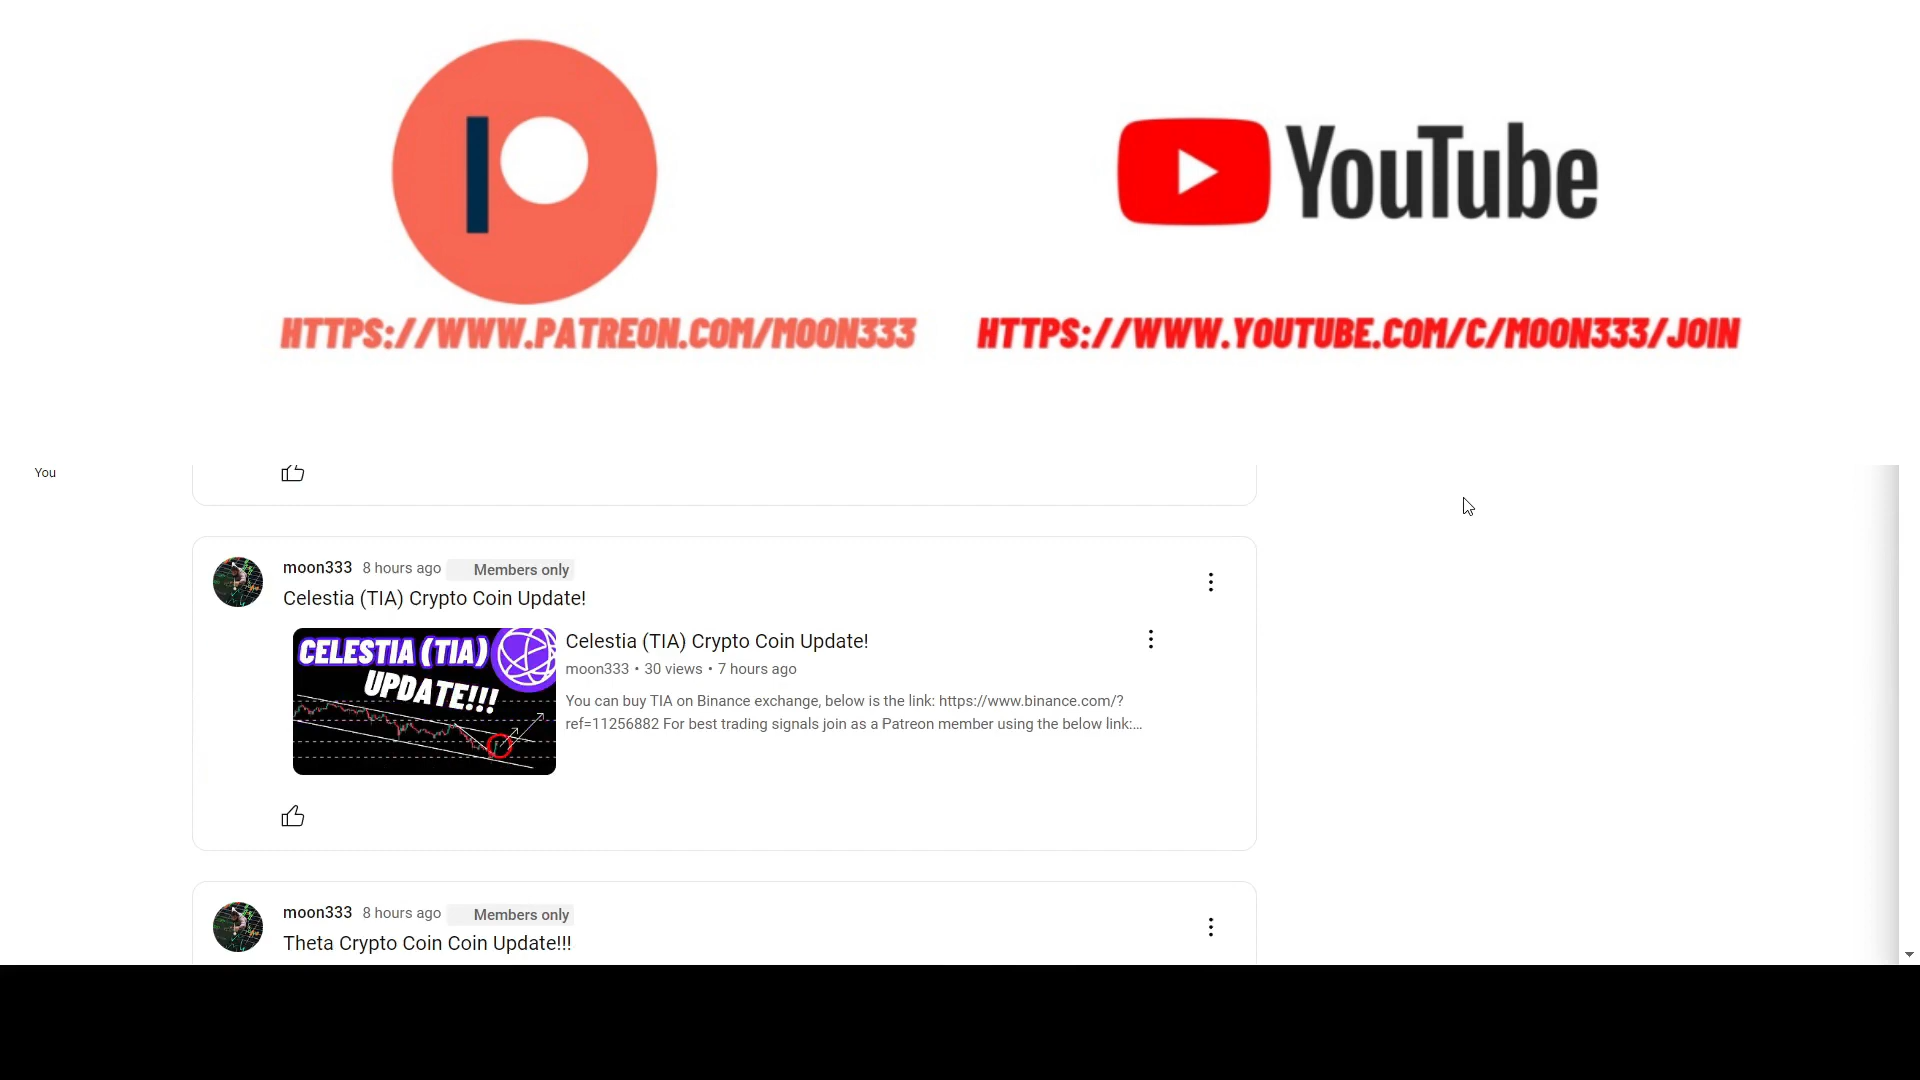 YouTube
HTTPS://WWW.PATREON.COM/MOON333
HTTPS://WWW.YOUTUBE.COM/C/MOON333/JOIN
You
moon333 8 hours ago Members only
Celestia (TIA) Crypto Coin Update!
CELESTIA (TIA)
UPDATE!!!
Celestia (TIA) Crypto Coin Update!
moon333 • 30 views • 7 hours ago
You can buy TIA on Binance exchange, below is the link: https://www.binance.com/?
ref=11256882 For best trading signals join as a Patreon member using the below link:...
moon333 8 hours ago Members only
Theta Crypto Coin Coin Update!!!